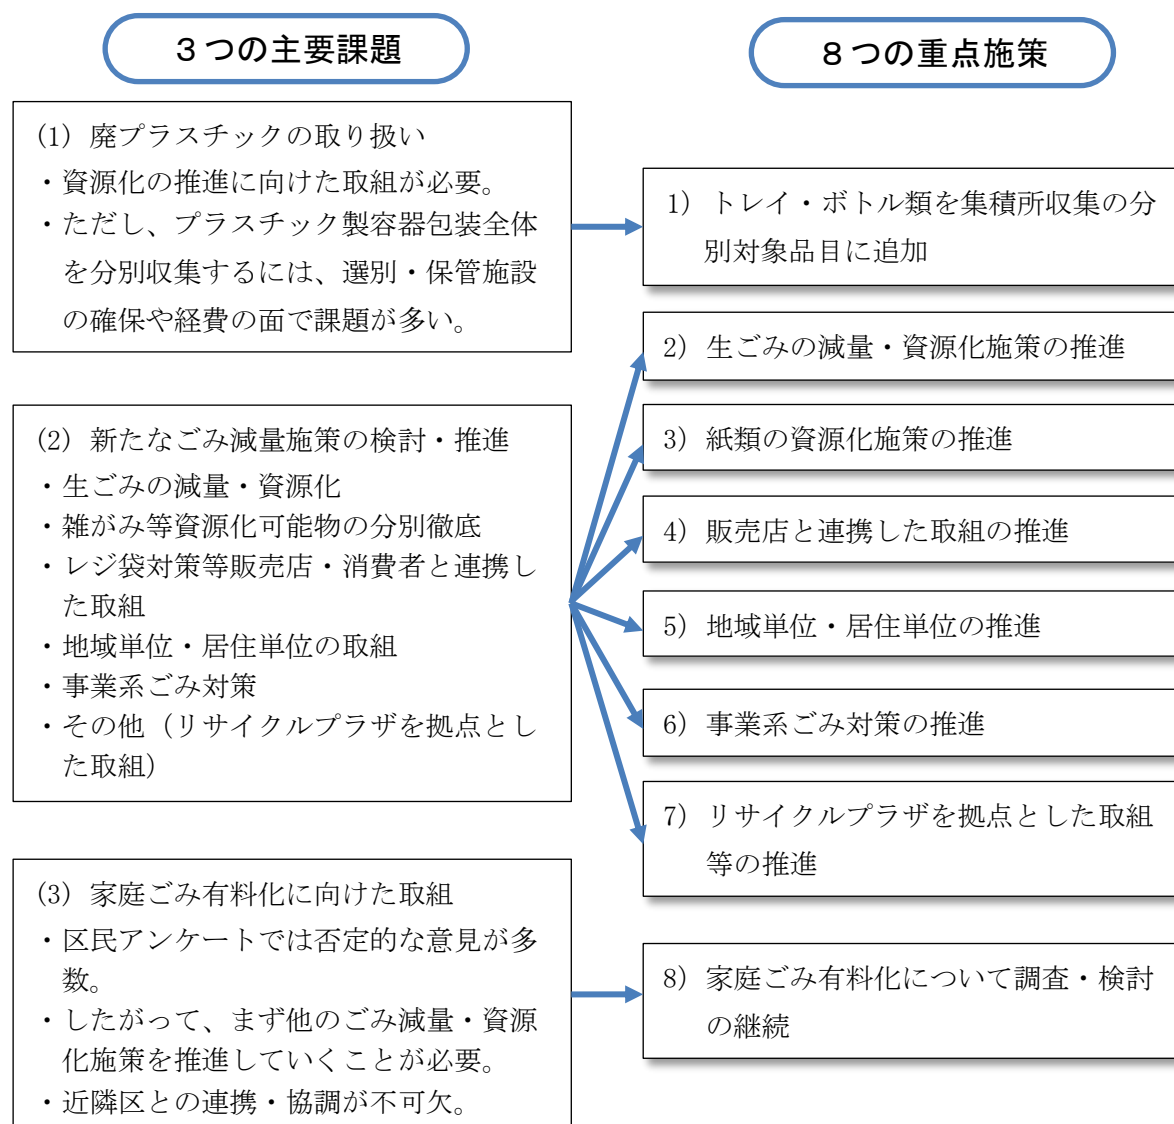 ３つの主要課題
(1) 廃プラスチックの取り扱い
・資源化の推進に向けた取組が必要。
・ただし、プラスチック製容器包装全体
を分別収集するには、選別・保管施設
の確保や経費の面で課題が多い。
(2) 新たなごみ減量施策の検討・推進
・生ごみの減量・資源化
・雑がみ等資源化可能物の分別徹底
・レジ袋対策等販売店・消費者と連携し
た取組
・地域単位・居住単位の取組
・事業系ごみ対策
・その他（リサイクルプラザを拠点とし
た取組）
(3) 家庭ごみ有料化に向けた取組
・区民アンケートでは否定的な意見が多
数。
・したがって、まず他のごみ減量・資源
化施策を推進していくことが必要。
・近隣区との連携・協調が不可欠。
８つの重点施策
1) トレイ・ボトル類を集積所収集の分
別対象品目に追加
2) 生ごみの減量・資源化施策の推進
3) 紙類の資源化施策の推進
4) 販売店と連携した取組の推進
5) 地域単位・居住単位の推進
6) 事業系ごみ対策の推進
7) リサイクルプラザを拠点とした取組
等の推進
8) 家庭ごみ有料化について調査・検討
の継続